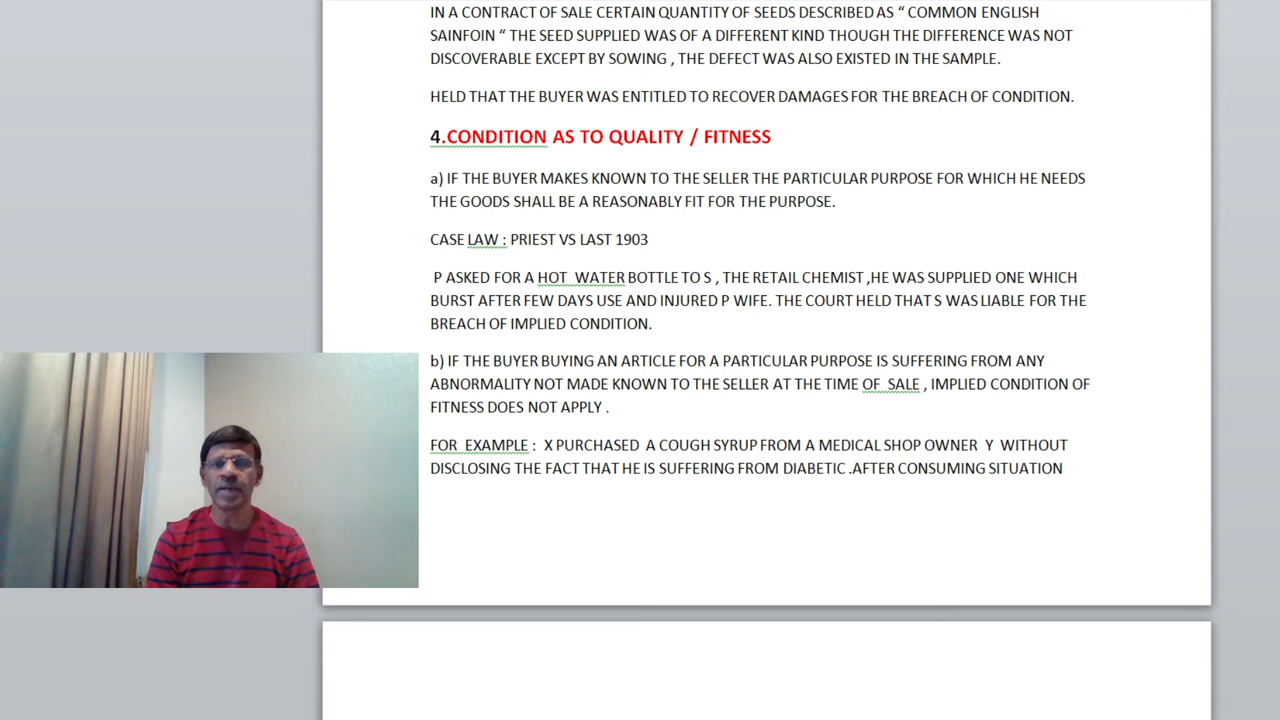 IN A CONTRACT OF SALE CERTAIN QUANTITY OF SEEDS DESCRIBED AS “ COMMON ENGLISH
SAINFOIN “ THE SEED SUPPLIED WAS OF A DIFFERENT KIND THOUGH THE DIFFERENCE WAS NOT
DISCOVERABLE EXCEPT BY SOWING , THE DEFECT WAS ALSO EXISTED IN THE SAMPLE.
HELD THAT THE BUYER WAS ENTITLED TO RECOVER DAMAGES FOR THE BREACH OF CONDITION.
4.CONDITION AS TO QUALITY / FITNESS
a) IF THE BUYER MAKES KNOWN TO THE SELLER THE PARTICULAR PURPOSE FOR WHICH HE NEEDS
THE GOODS SHALL BE A REASONABLY FIT FOR THE PURPOSE.
CASE LAW : PRIEST VS LAST 1903
P ASKED FOR A HOT  WATER BOTTLE TO S , THE RETAIL CHEMIST ,HE WAS SUPPLIED ONE WHICH
BURST AFTER FEW DAYS USE AND INJURED P WIFE. THE COURT HELD THAT S WAS LIABLE FOR THE
BREACH OF IMPLIED CONDITION.
b) IF THE BUYER BUYING AN ARTICLE FOR A PARTICULAR PURPOSE IS SUFFERING FROM ANY
ABNORMALITY NOT MADE KNOWN TO THE SELLER AT THE TIME OF  SALE , IMPLIED CONDITION OF
FITNESS DOES NOT APPLY .
FOR  EXAMPLE :  X PURCHASED  A COUGH SYRUP FROM A MEDICAL SHOP OWNER  Y  WITHOUT
DISCLOSING THE FACT THAT HE IS SUFFERING FROM DIABETIC .AFTER CONSUMING SITUATION